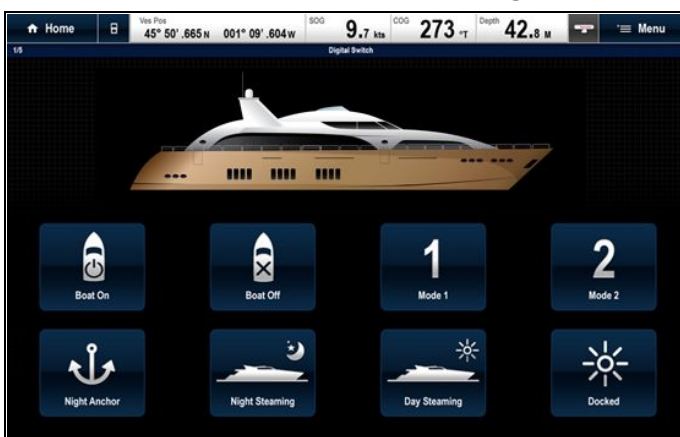 Home
Ves Pos
45° 50' .665 N 001° 09' .604 W
SOG
9.7 kts
COG
273 °T
Depth
42.8 M
Menu
1/5
Digital Switch
Boat On
Boat Off
1
Mode 1
2
Mode 2
Night Anchor
Night Steaming
Day Steaming
Docked